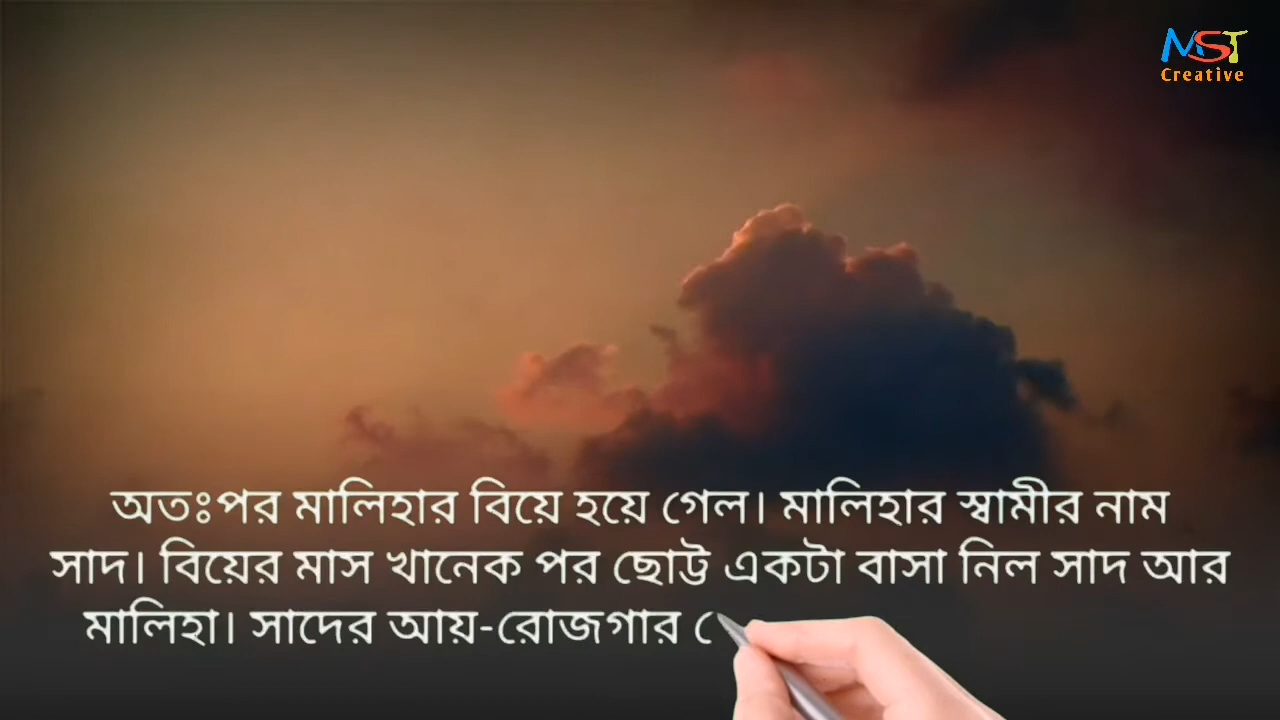 MST
Creative
অতঃপর মালিহার বিয়ে হয়ে গেল। মালিহার স্বামীর নাম
সাদ। বিয়ের মাস খানেক পর ছোট্ট একটা বাসা নিল সাদ আর
মালিহা। সাদের আয়-রোজগার